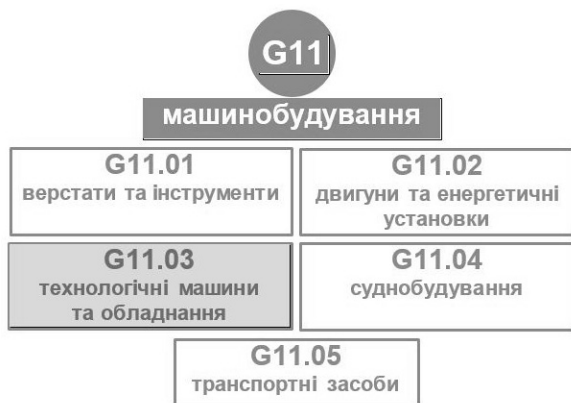 G11
машинобудування
G11.01
верстати та інструменти
G11.02
двигуни та енергетичні
установки
G11.03
технологічні машини
та обладнання
G11.04
суднобудування
G11.05
транспортні засоби